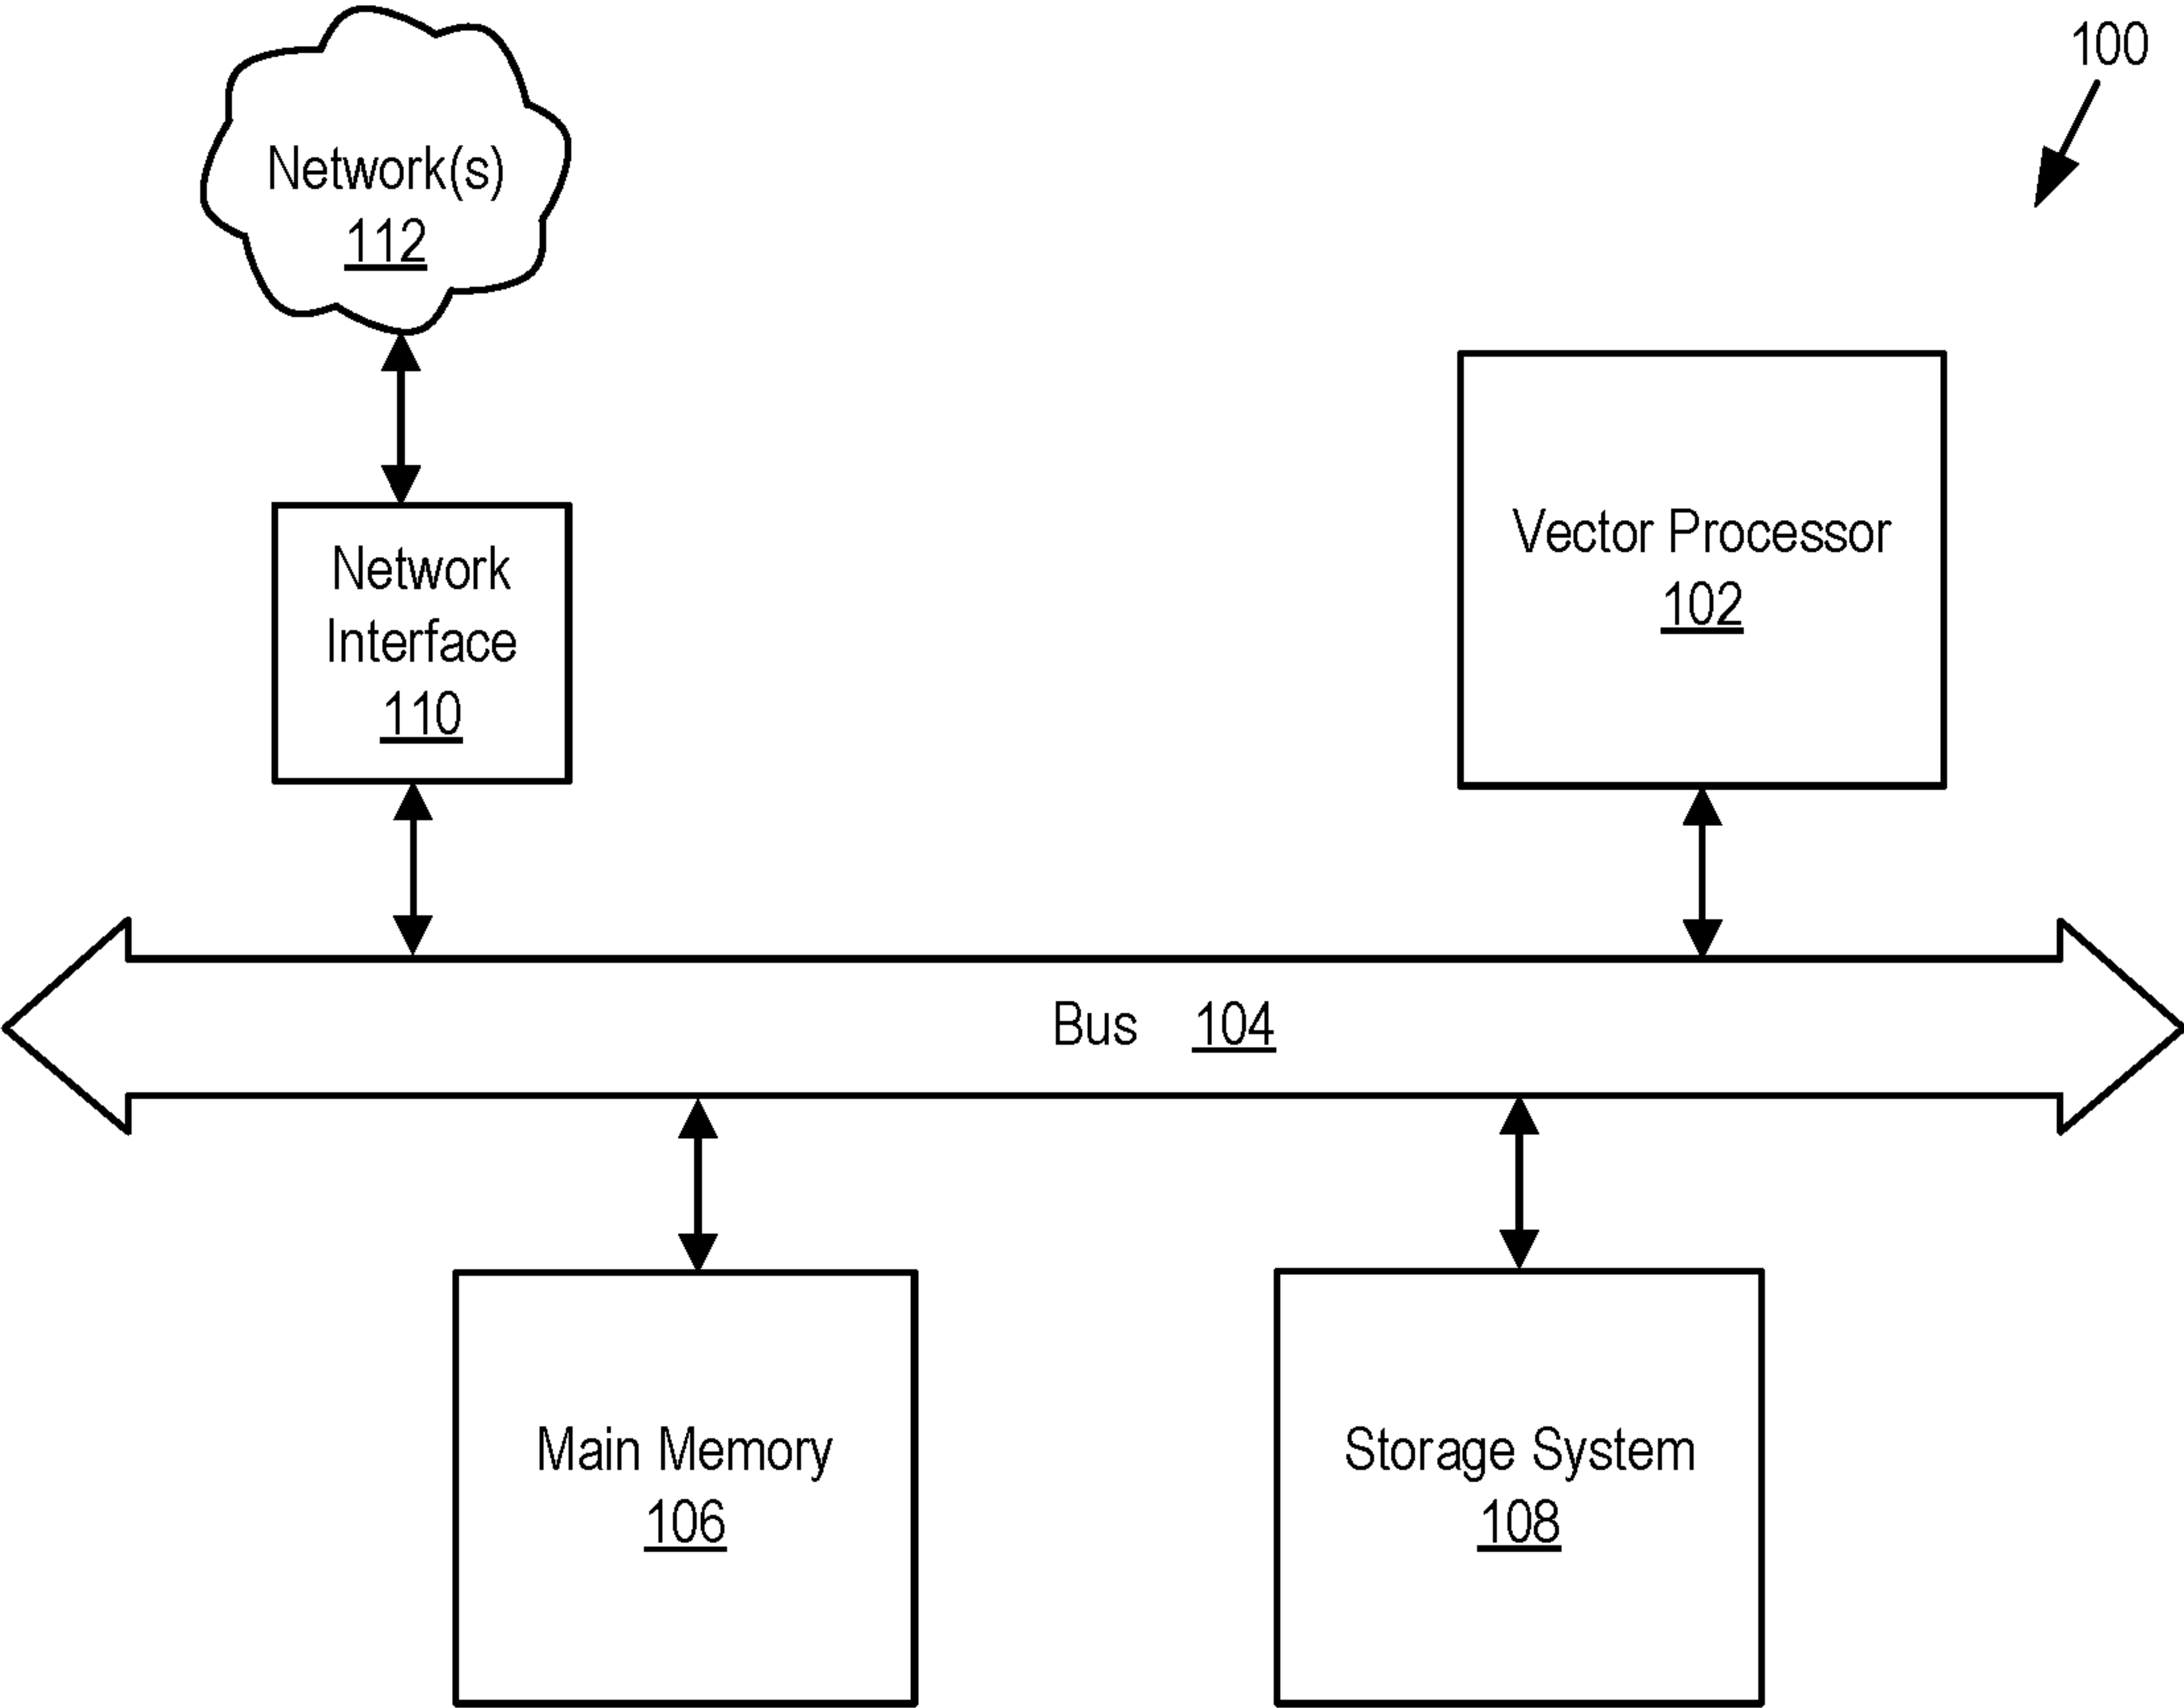 100
Network(s)
112
Network
Interface
110
Vector Processor
102
Bus 104
Main Memory
106
Storage System
108